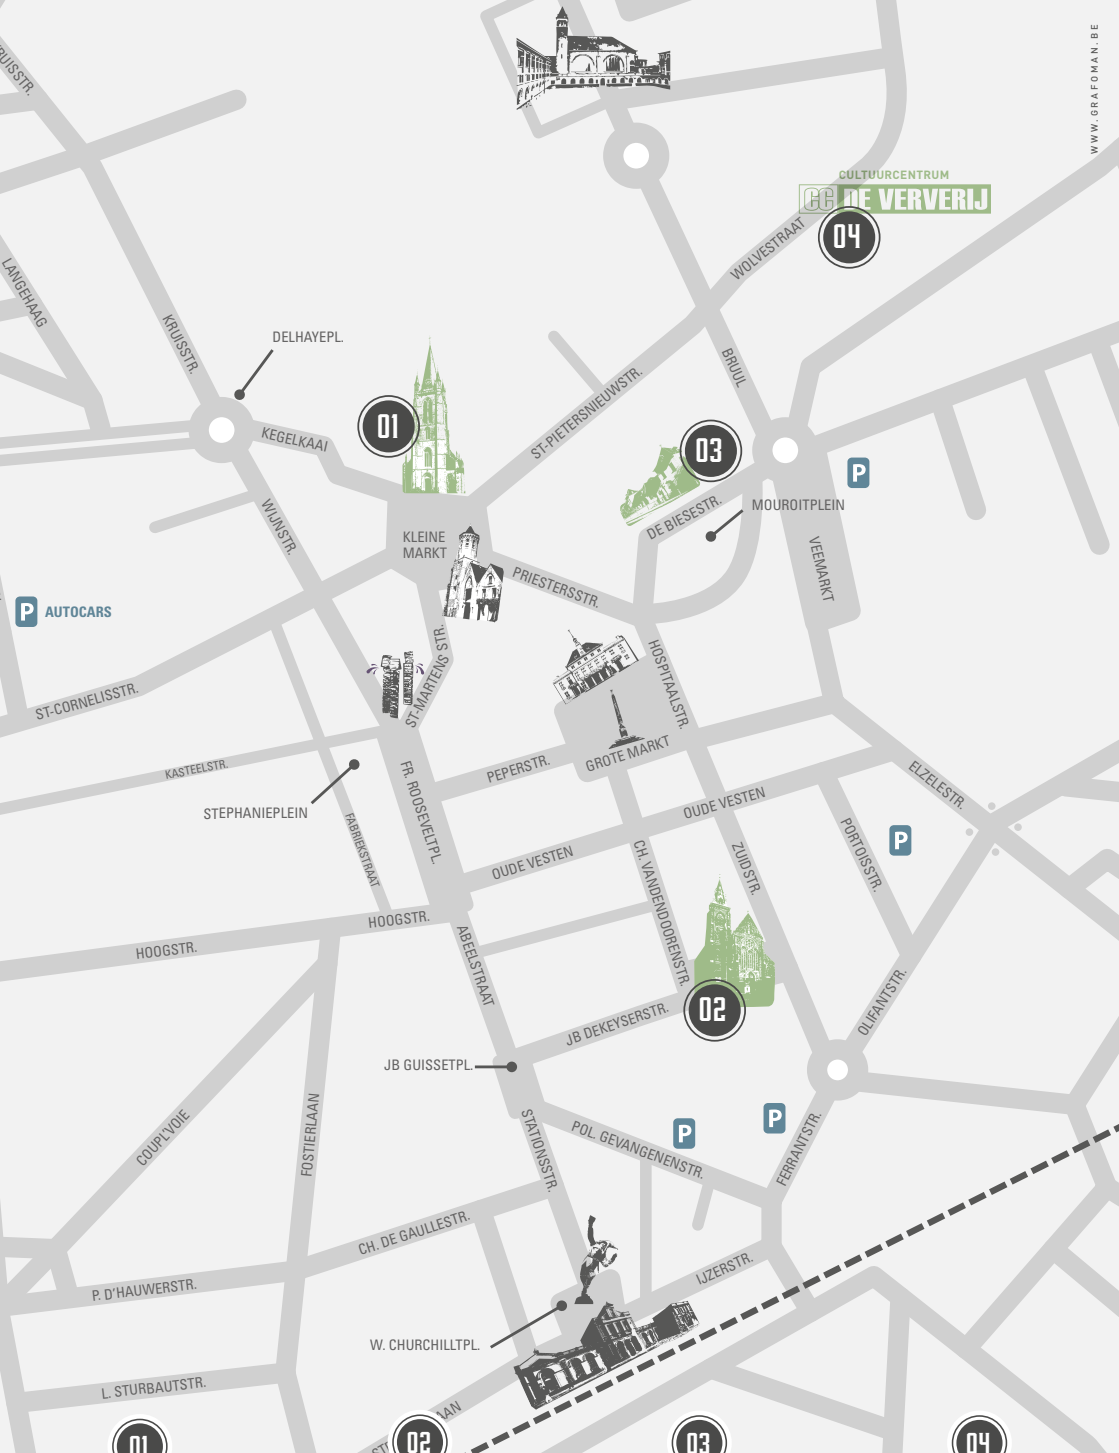 WWW.GRAFOMAN.BE
CULTUURCENTRUM
CC DE VERVERIJ
04
WOLVESTRAAT
LANGEHAAG
KRUISSTR.
DELHAYEPL.
BRUUL
01
KEGELKAAI
ST-PIETERSNIEUWSTR.
03
P
WIJNSTR.
DE BIESESTR.
MOUROITPLEIN
KLEINE
MARKT
PRIESTERSSTR.
VEEMARKT
P AUTOCARS
ST-MARTENS STR.
HOSPITAALSTR.
ST-CORNELISSTR.
GROTE MARKT
KASTEELSTR.
PEPERSTR.
STEPHANIEPLEIN
FR. ROOSEVELTPL.
FABRIEKSTRAAT
OUDE VESTEN
ELZELESTR.
PORTOISSTR.
P
OUDE VESTEN
CH. VANDENDOORENSTR.
ZUIDSTR.
HOOGSTR.
HOOGSTR.
ABEELSTRAAT
02
JB DEKEYSERSTR.
OLIFANTSTR.
JB GUISSETPL.
COUPL'VOIE
FOSTIERLAAN
STATIONSSTR.
POL. GEVANGENENSTR.
P
P
FERRANTSTR.
CH. DE GAULLESTR.
P. D'HAUWERSTR.
IJZERSTR.
W. CHURCHILLTPL.
L. STURBAUTSTR.
01
02
03
04